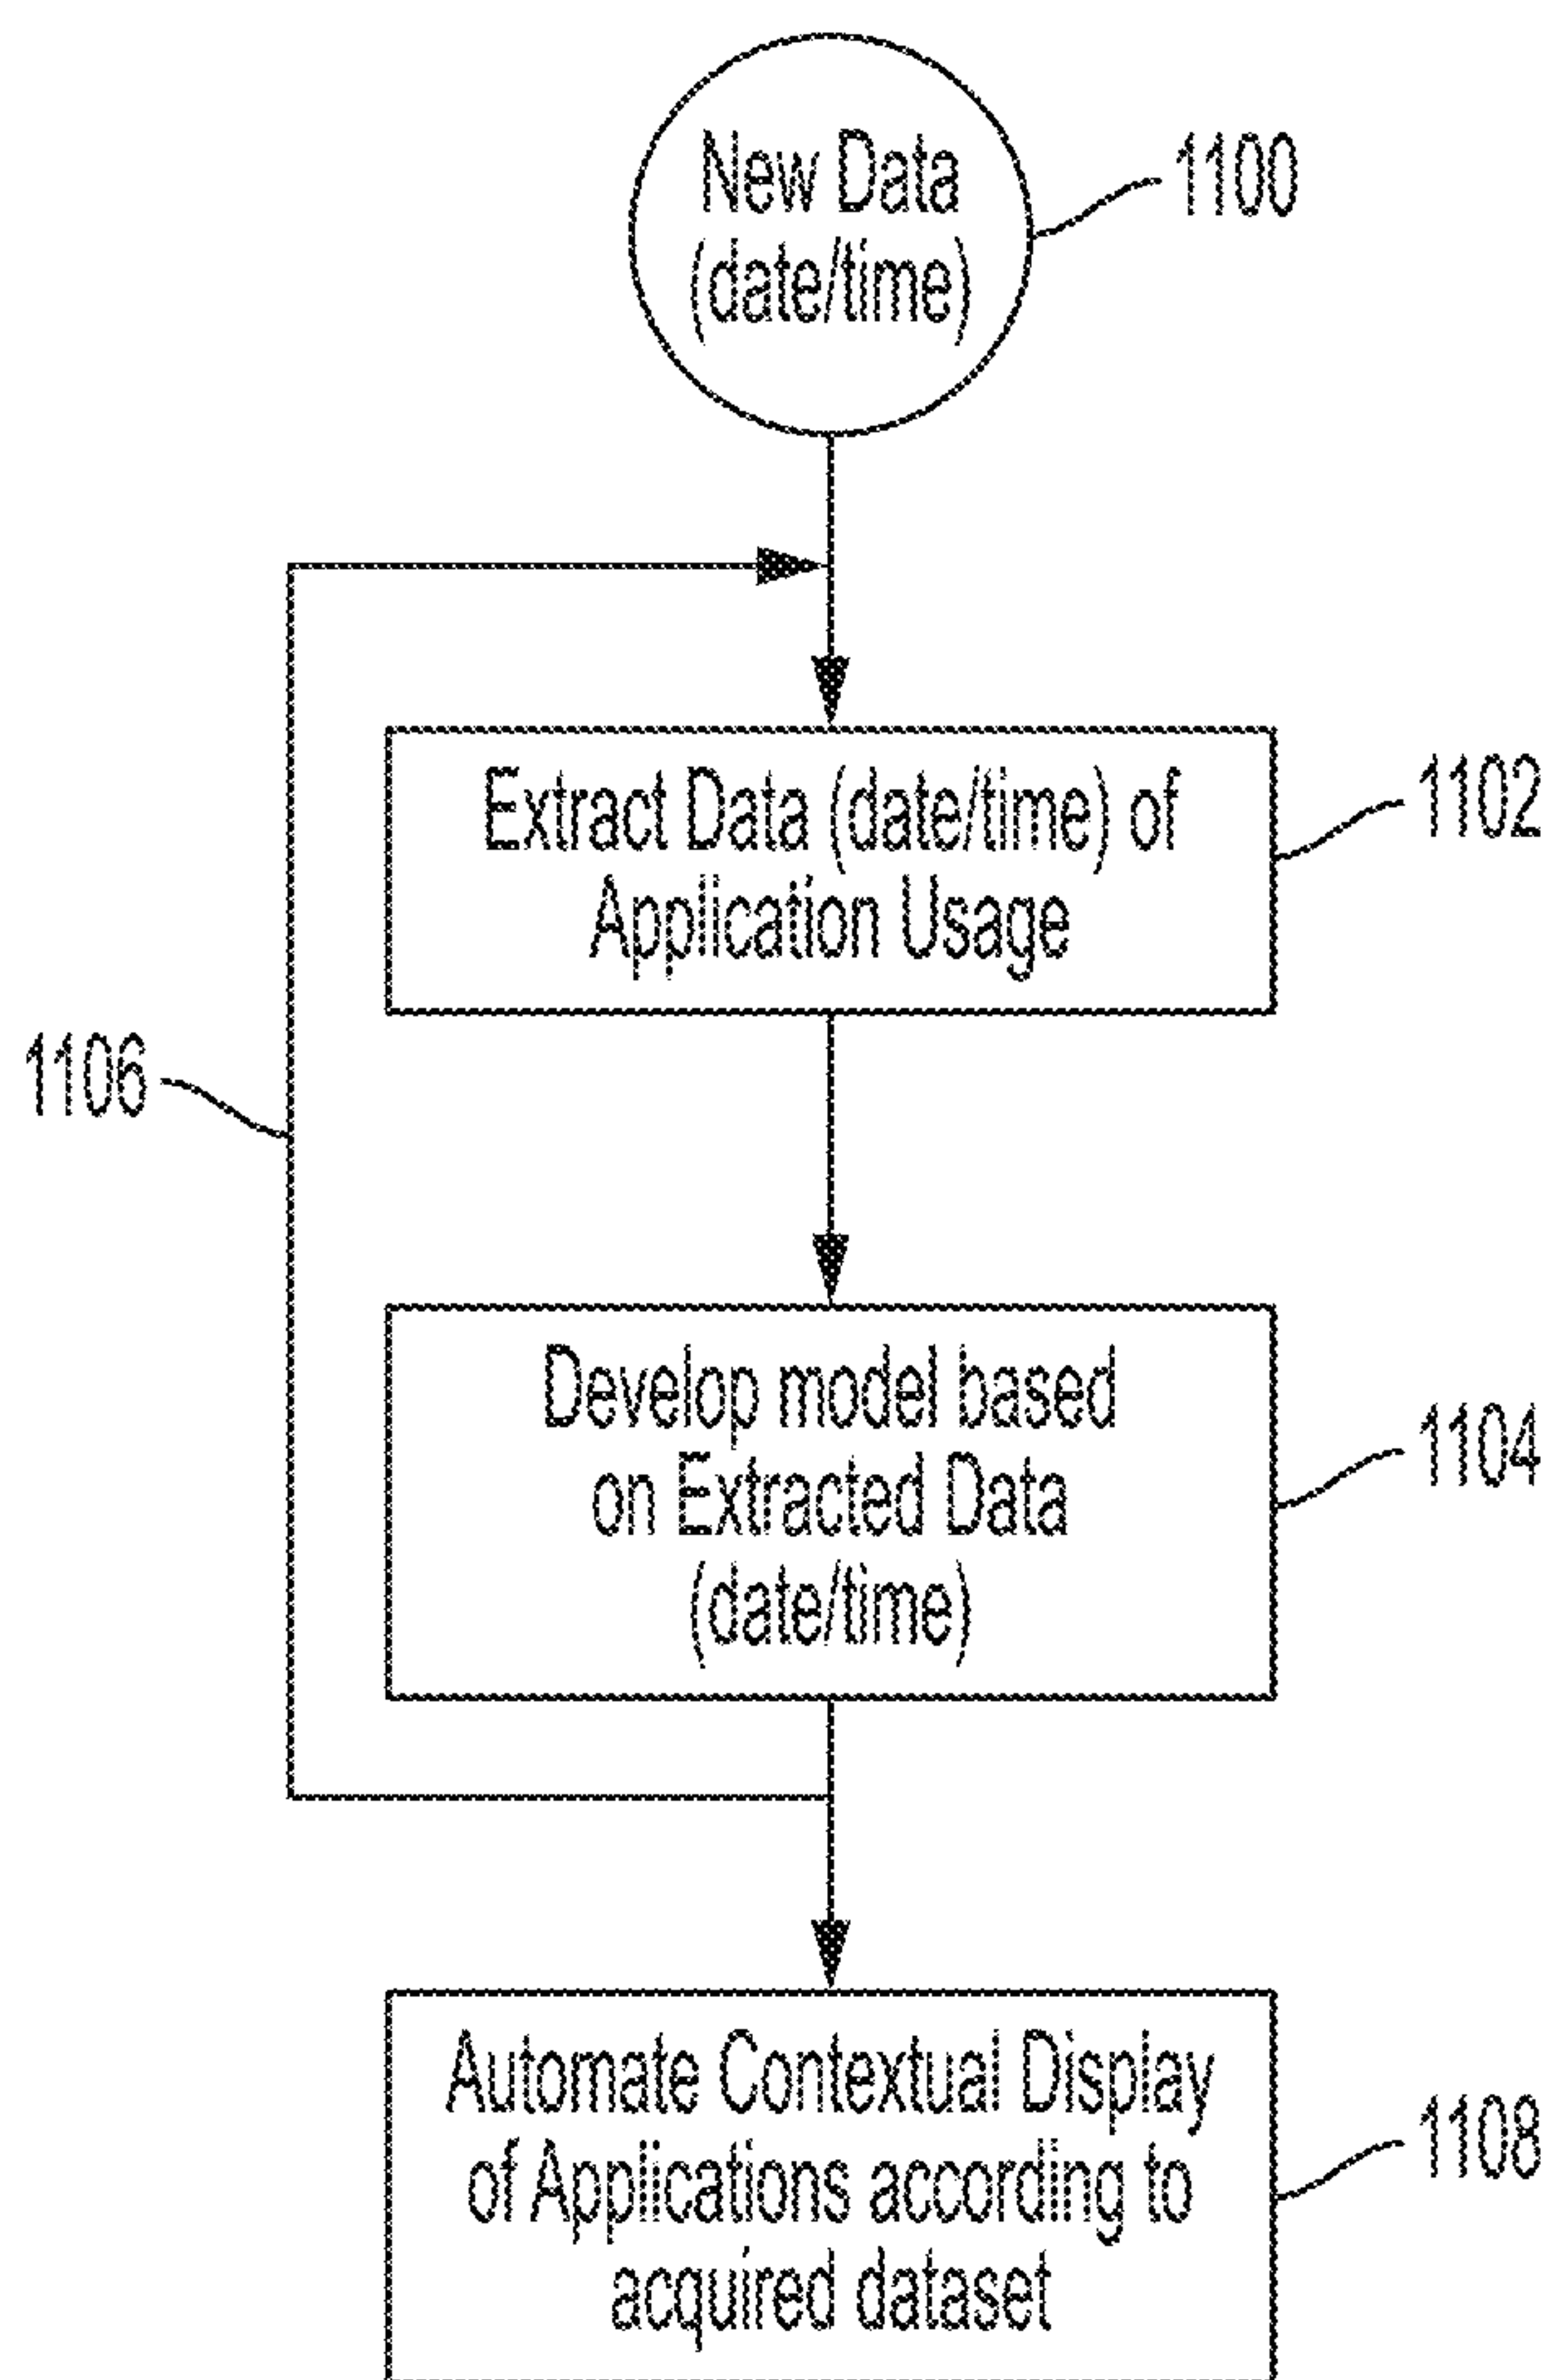 New Data
(date/time)
1100
Extract Data (date/time) of
Application Usage
1102
1106
Develop model based
on Extracted Data
(date/time)
1104
Automate Contextual Display
of Applications according to
acquired dataset
1108